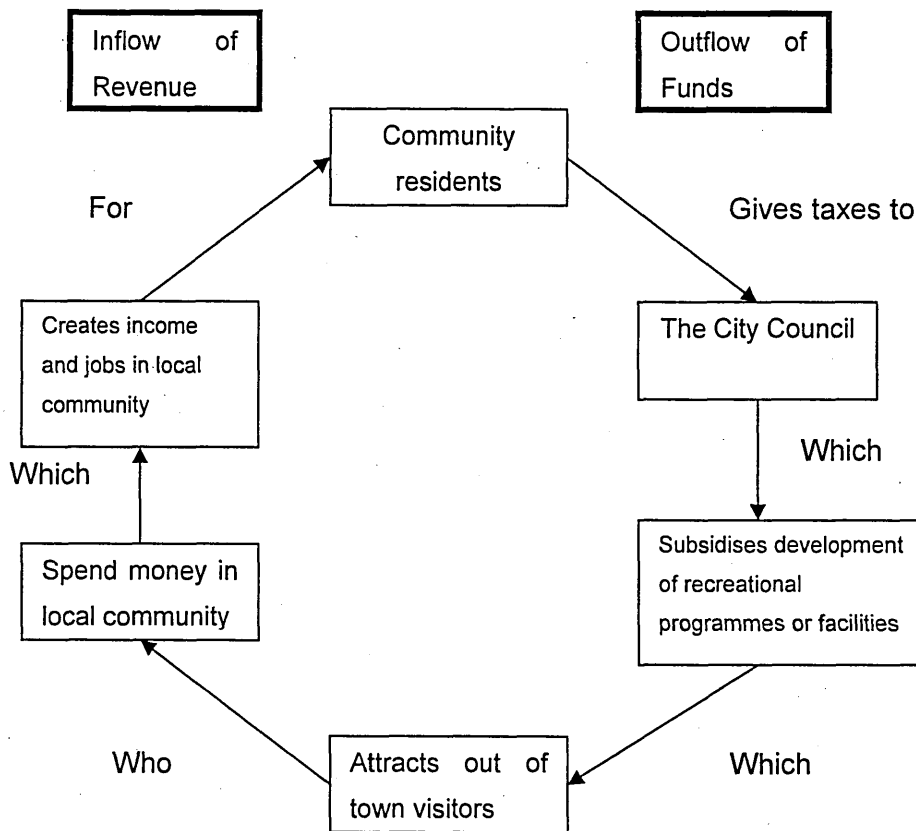 Inflow of
Revenue
Outflow of
Funds
Community
residents
For
Gives taxes to
Creates income
and jobs in local
community
The City Council
Which
Which
Spend money in
local community
Subsidises development
of recreational
programmes or facilities
Who
Attracts out of
town visitors
Which